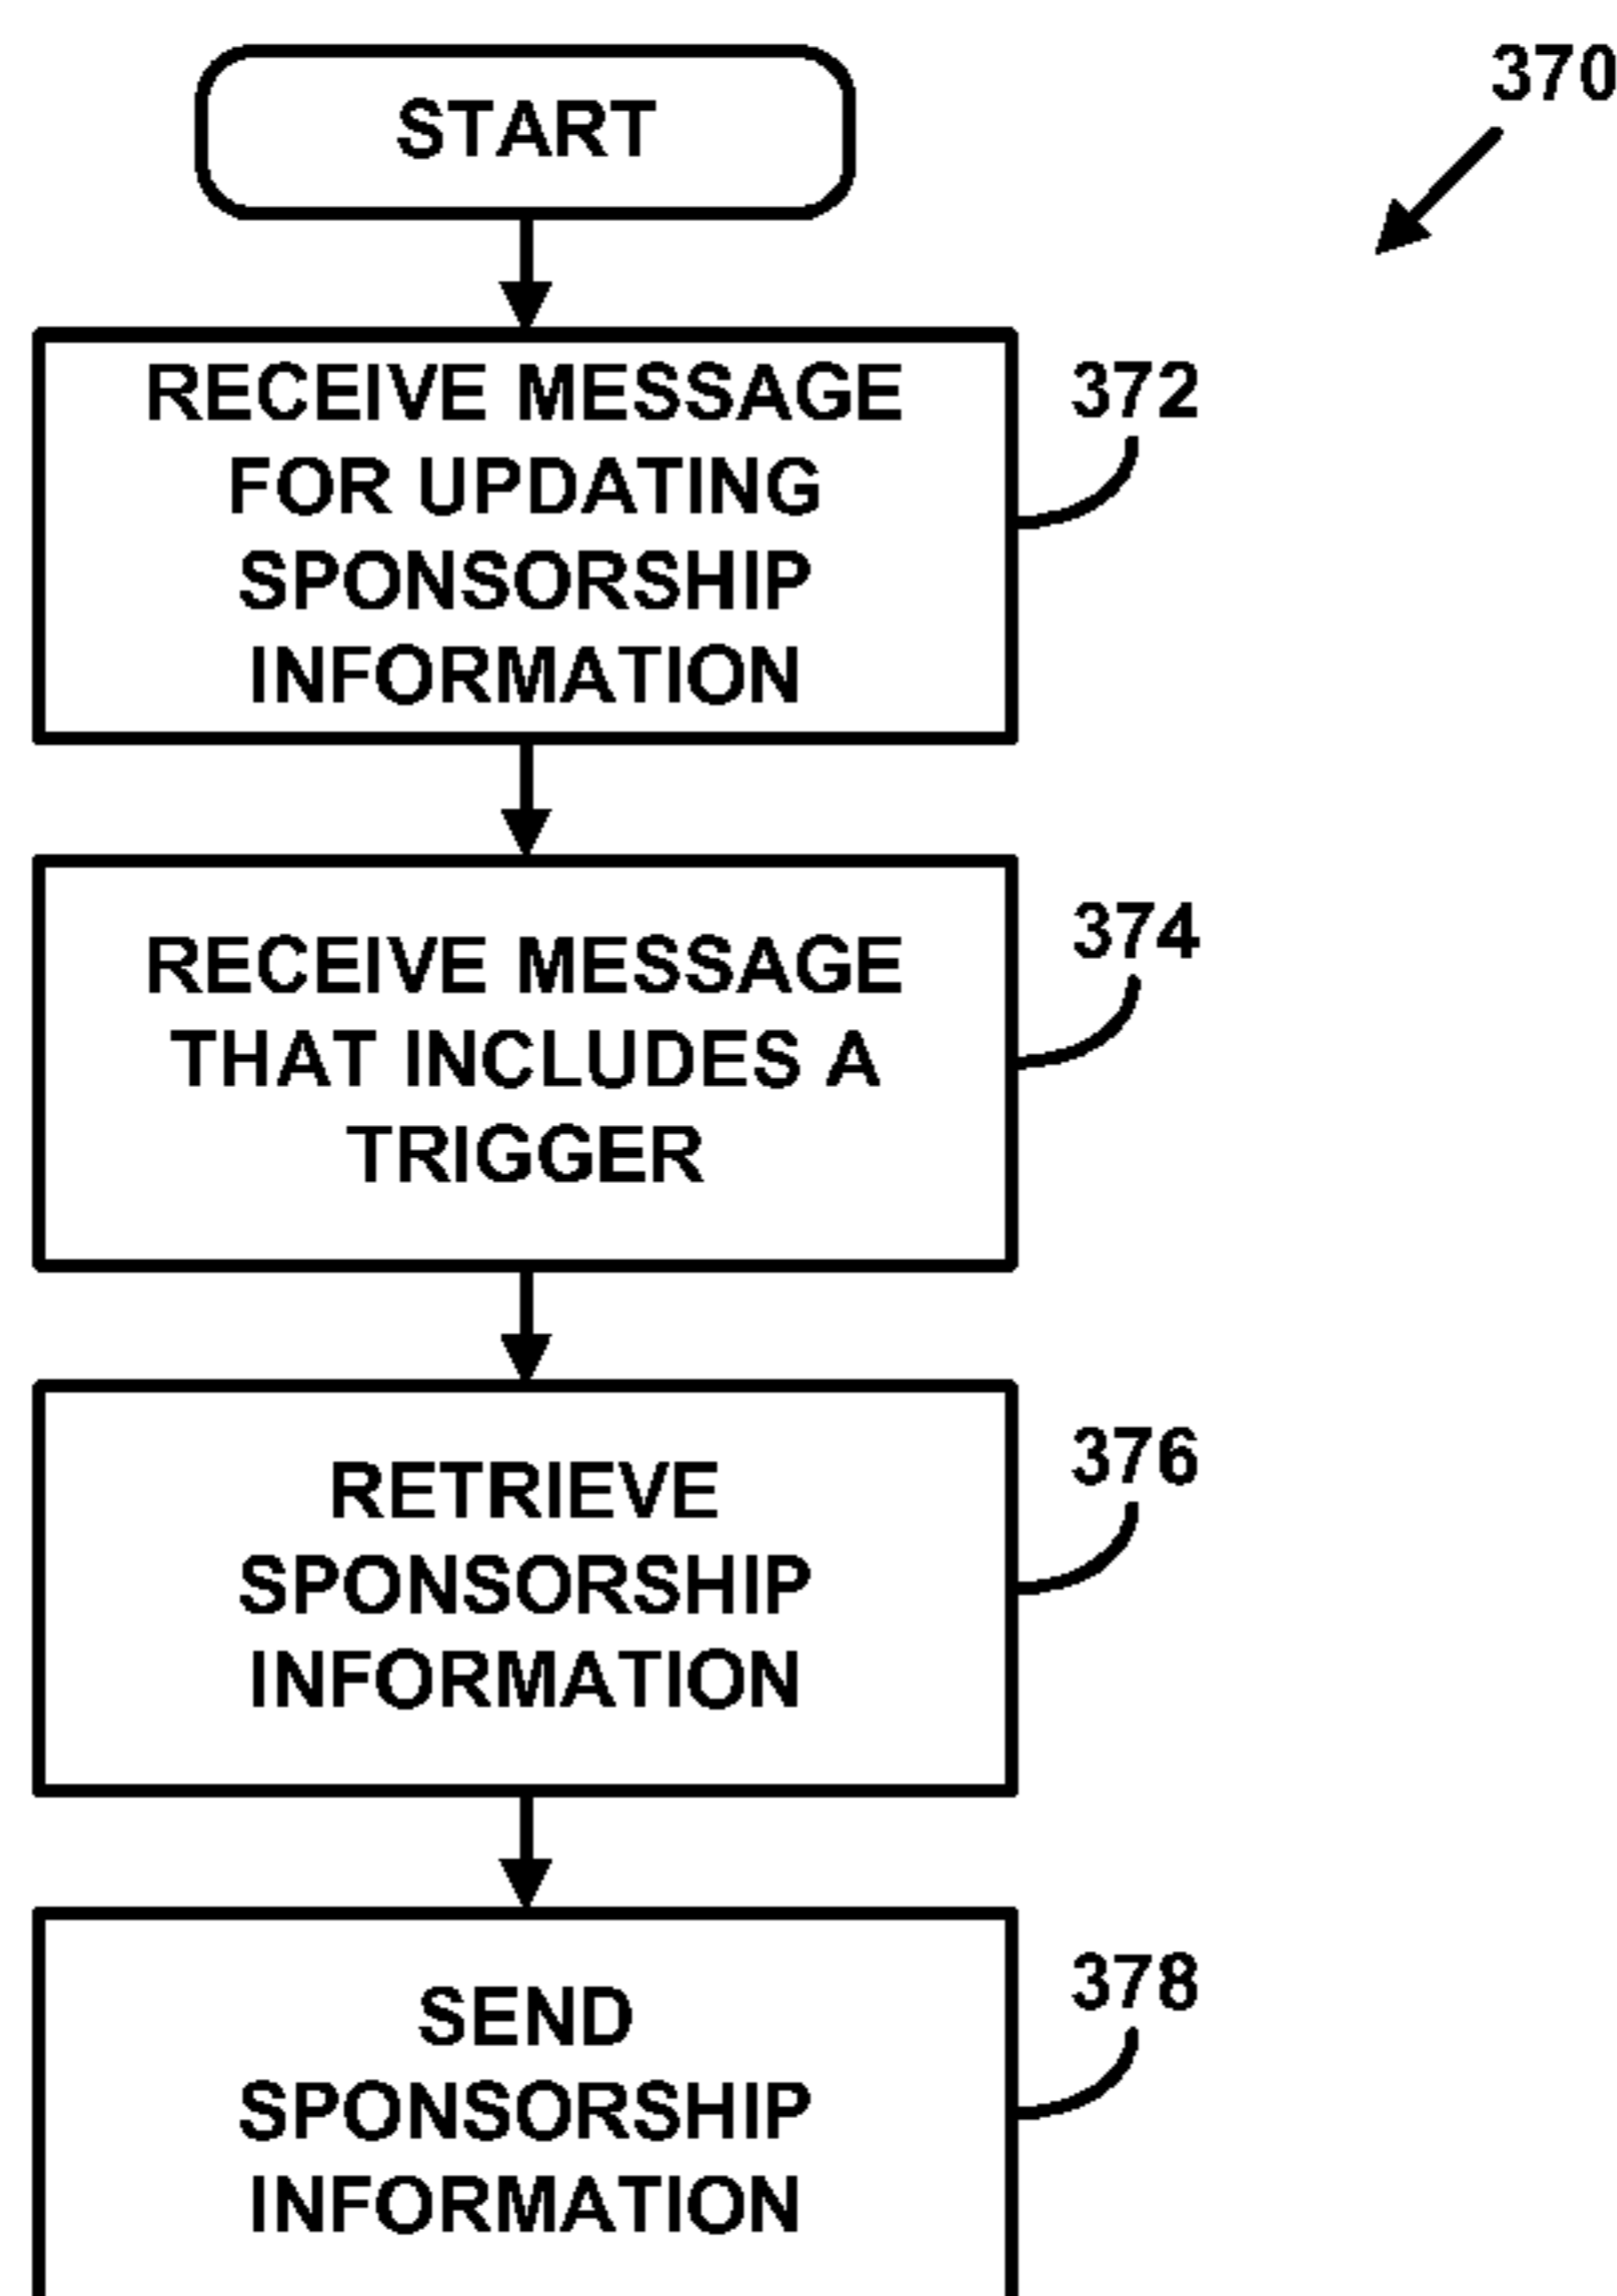 START
370
RECEIVE MESSAGE
FOR UPDATING
SPONSORSHIP
INFORMATION
372
RECEIVE MESSAGE
THAT INCLUDES A
TRIGGER
374
RETRIEVE
SPONSORSHIP
INFORMATION
376
SEND
SPONSORSHIP
INFORMATION
378